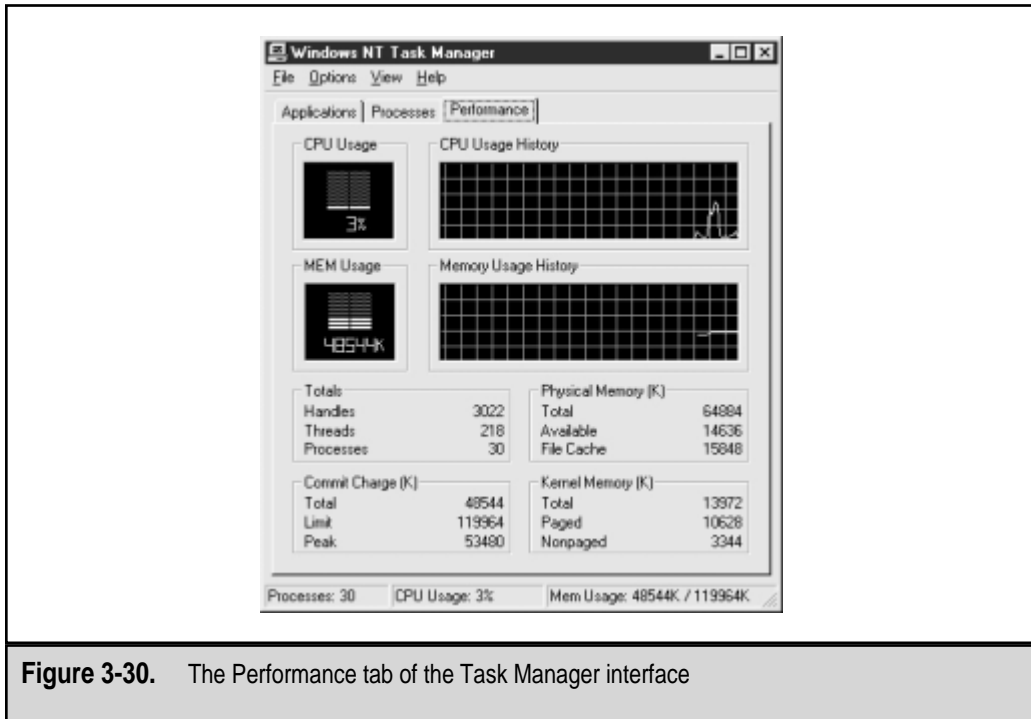 Windows NT Task Manager
File Options View Help
Applications Processes Performance
CPU Usage CPU Usage History
3%
MEM Usage Memory Usage History
48544K
Totals
Handles 3022
Threads 218
Processes 30
Physical Memory (K)
Total 64884
Available 14636
File Cache 15848
Commit Charge (K)
Total 48544
Limit 119964
Peak 53480
Kernel Memory (K)
Total 13972
Paged 10628
Nonpaged 3344
Processes: 30 CPU Usage: 3% Mem Usage: 48544K / 119964K
Figure 3-30. The Performance tab of the Task Manager interface